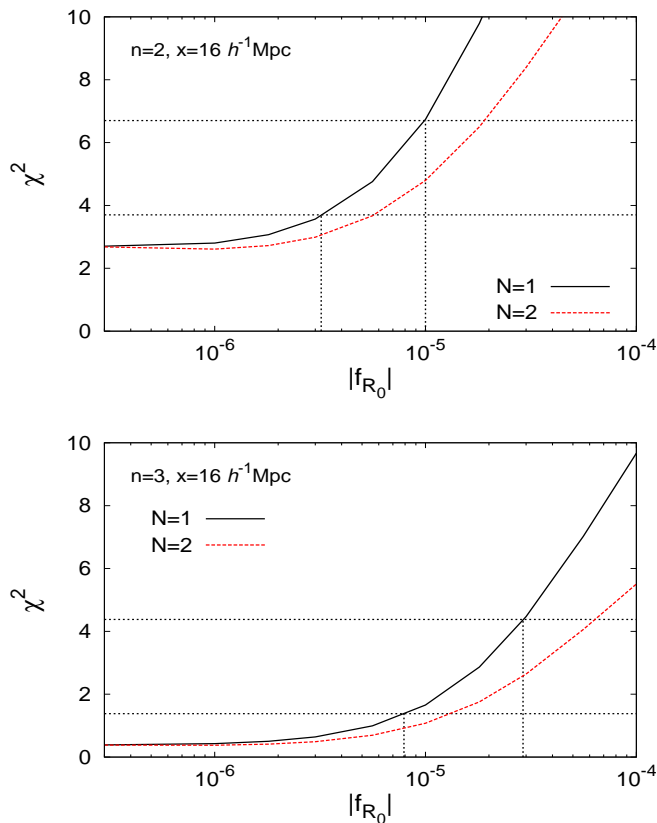 10
n=2, x=16 h⁻¹Mpc
8
6
χ²
4
2
N=1
N=2
0
10⁻⁶ 10⁻⁵ 10⁻⁴
|f_R₀|
10
n=3, x=16 h⁻¹Mpc
8
N=1
N=2
6
χ²
4
2
0
10⁻⁶ 10⁻⁵ 10⁻⁴
|f_R₀|